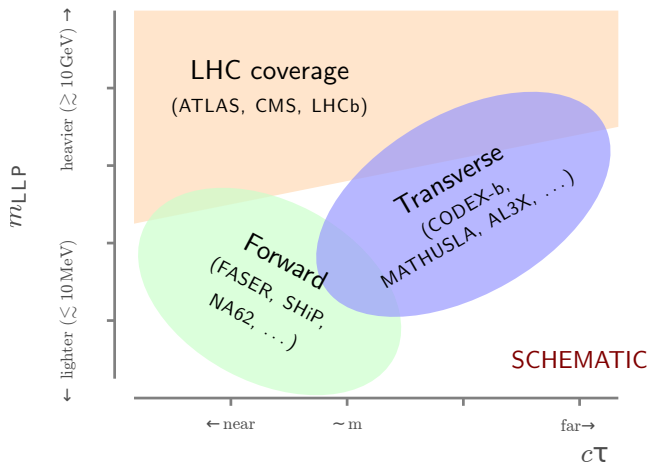 LHC coverage
(ATLAS, CMS, LHCb)
Transverse
(CODEX-b,
MATHUSLA, AL3X, . . .)
Forward
(FASER, SHiP,
NA62, . . .)
SCHEMATIC
m_LLP
heavier (≳ 10 GeV) →
← lighter (≲ 10 MeV)
← near
∼ m
far→
cτ